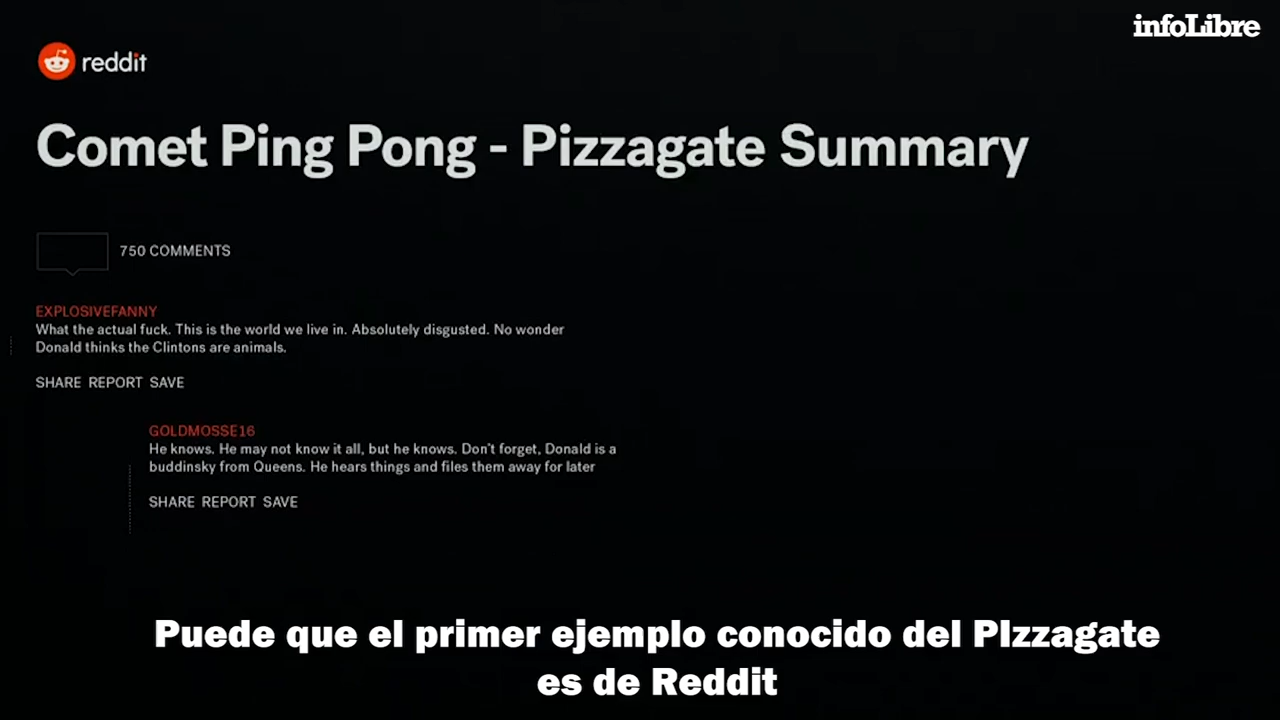 infoLibre
reddit
Comet Ping Pong - Pizzagate Summary
750 COMMENTS
EXPLOSIVEFANNY
What the actual fuck. This is the world we live in. Absolutely disgusted. No wonder
Donald thinks the Clintons are animals.
SHARE REPORT SAVE
GOLDMOSSE16
He knows. He may not know it all, but he knows. Don't forget, Donald is a
buddinsky from Queens. He hears things and files them away for later
SHARE REPORT SAVE
Puede que el primer ejemplo conocido del PIzzagate
es de Reddit